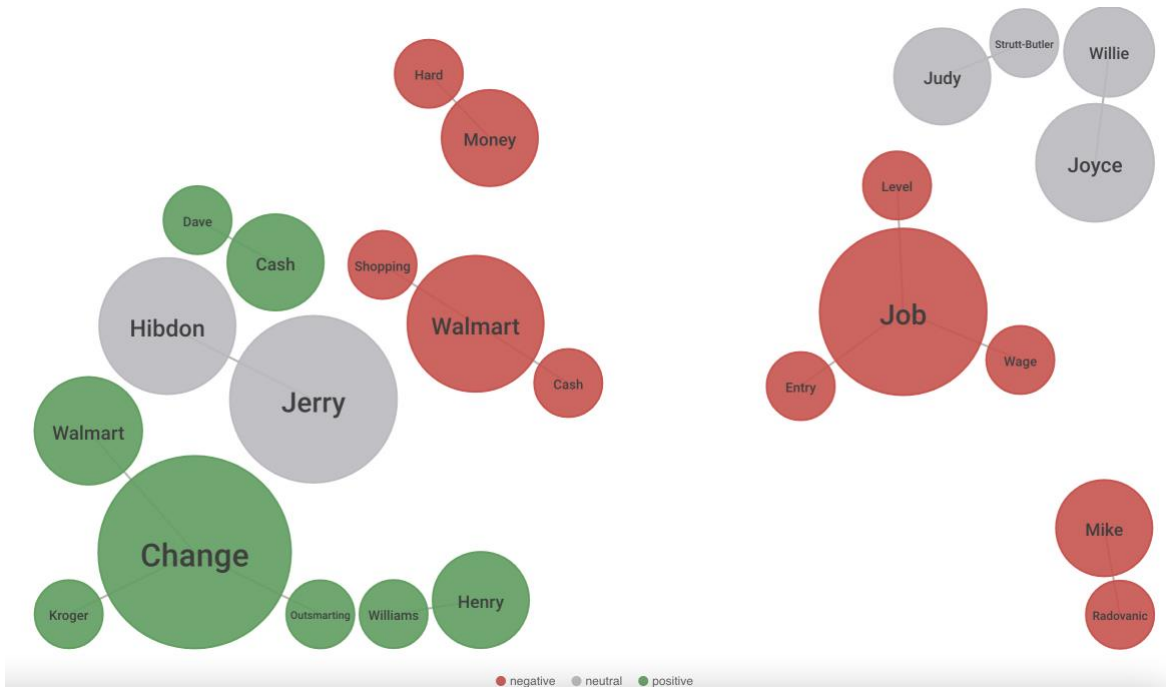 Hard
Money
Judy
Strutt-Butler
Willie
Joyce
Dave
Cash
Hibdon
Jerry
Shopping
Walmart
Cash
Level
Job
Entry
Wage
Walmart
Change
Kroger
Outsmarting
Williams
Henry
Mike
Radovanic
negative neutral positive